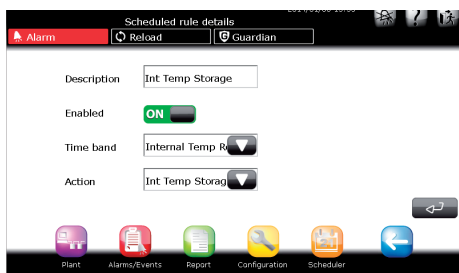 Scheduled rule details
Alarm Reload Guardian
Description Int Temp Storage
Enabled ON
Time band Internal Temp R
Action Int Temp Storag
Plant Alarms/Events Report Configuration Scheduler